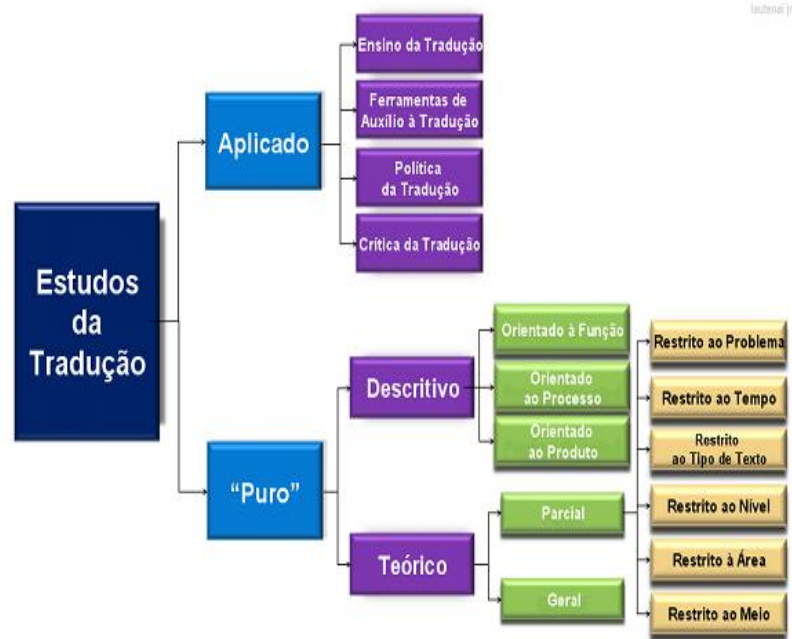 Estudos
da
Tradução
Aplicado
Ensino da Tradução
Ferramentas de
Auxílio à Tradução
Política
da Tradução
Crítica da Tradução
“Puro”
Descritivo
Orientado à Função
Orientado
ao Processo
Orientado
ao Produto
Teórico
Parcial
Restrito ao Problema
Restrito ao Tempo
Restrito
ao Tipo de Texto
Restrito ao Nível
Restrito à Área
Restrito ao Meio
Geral